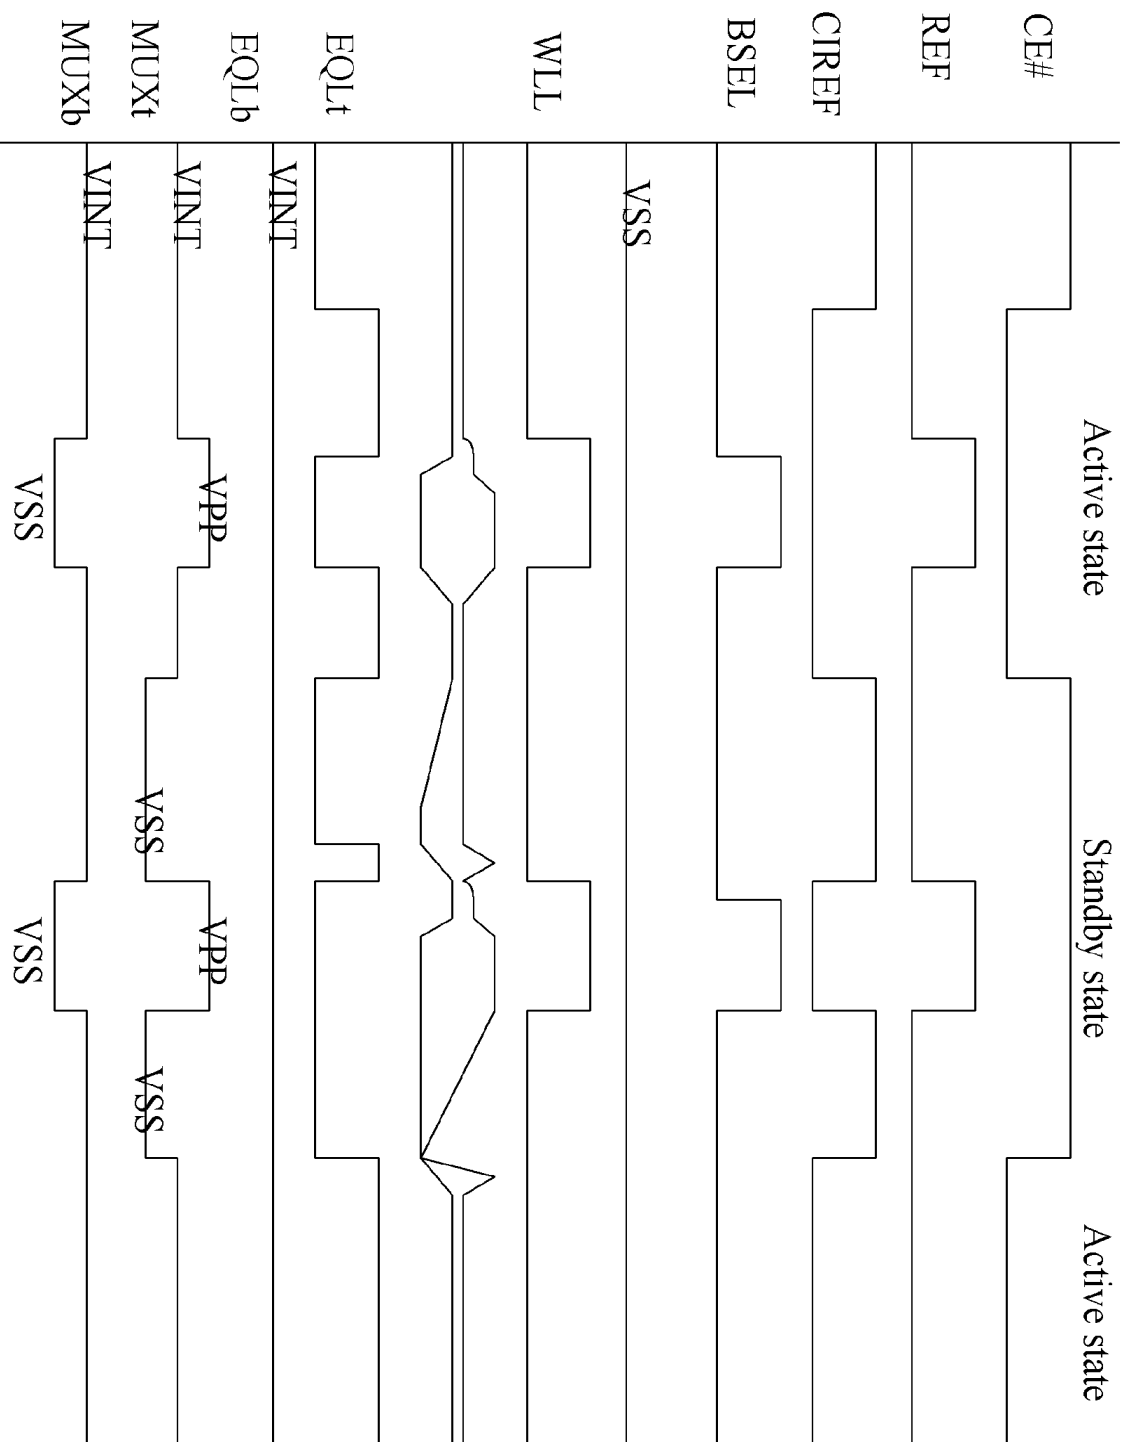 Active state
Standby state
Active state
CE#
REF
CIREF
BSEL
VSS
WLL
EQLt
EQLb
VINT
MUXt
VINT
VPP
VSS
VPP
VSS
MUXb
VINT
VSS
VSS